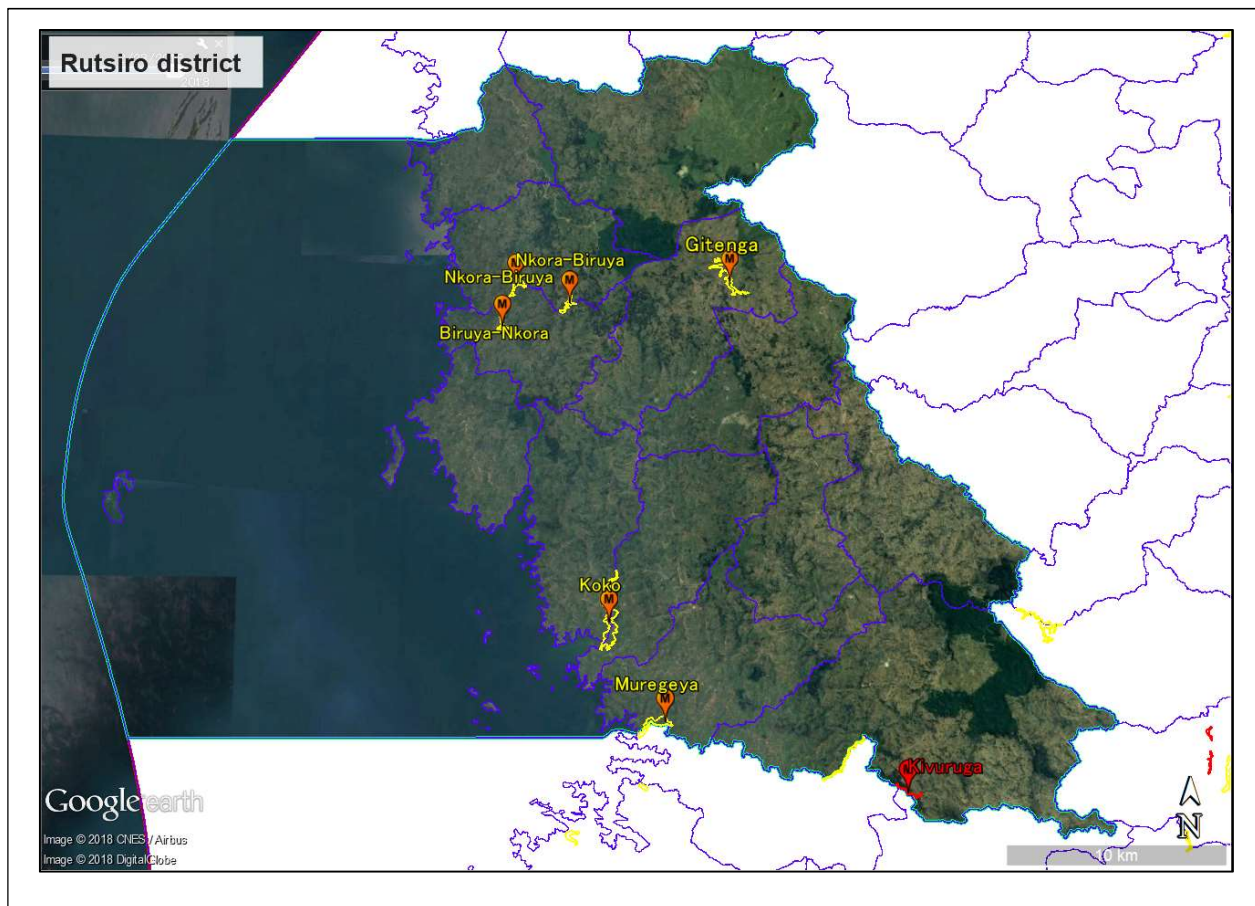 Rutsiro district
2018
Gitenga
Nkora-Biruya
Nkora-Biruya
Biruya-Nkora
Koko
Muregeya
Kivuruga
Google earth
Image © 2018 CNES / Airbus
Image © 2018 DigitalGlobe
N
10 km
M
M
M
M
M